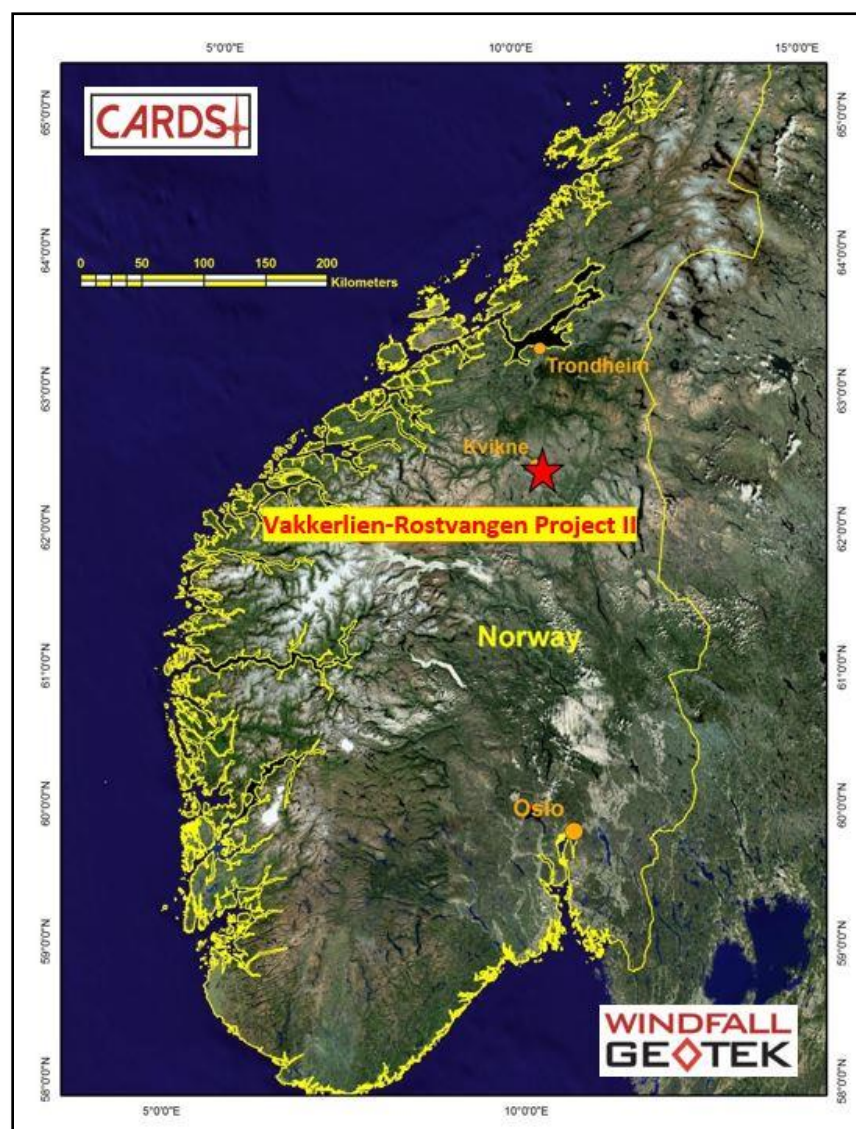 5°0'0"E 10°0'0"E 15°0'0"E
CARDS
65°0'0"N 65°0'0"N
64°0'0"N 64°0'0"N
0 50 100 150 200
Kilometers
Trondheim
63°0'0"N 63°0'0"N
Kvikne
Vakkerlien-Rostvangen Project II
62°0'0"N 62°0'0"N
Norway
61°0'0"N 61°0'0"N
60°0'0"N 60°0'0"N
Oslo
59°0'0"N 59°0'0"N
WINDFALL
GEOTEK
58°0'0"N 58°0'0"N
5°0'0"E 10°0'0"E